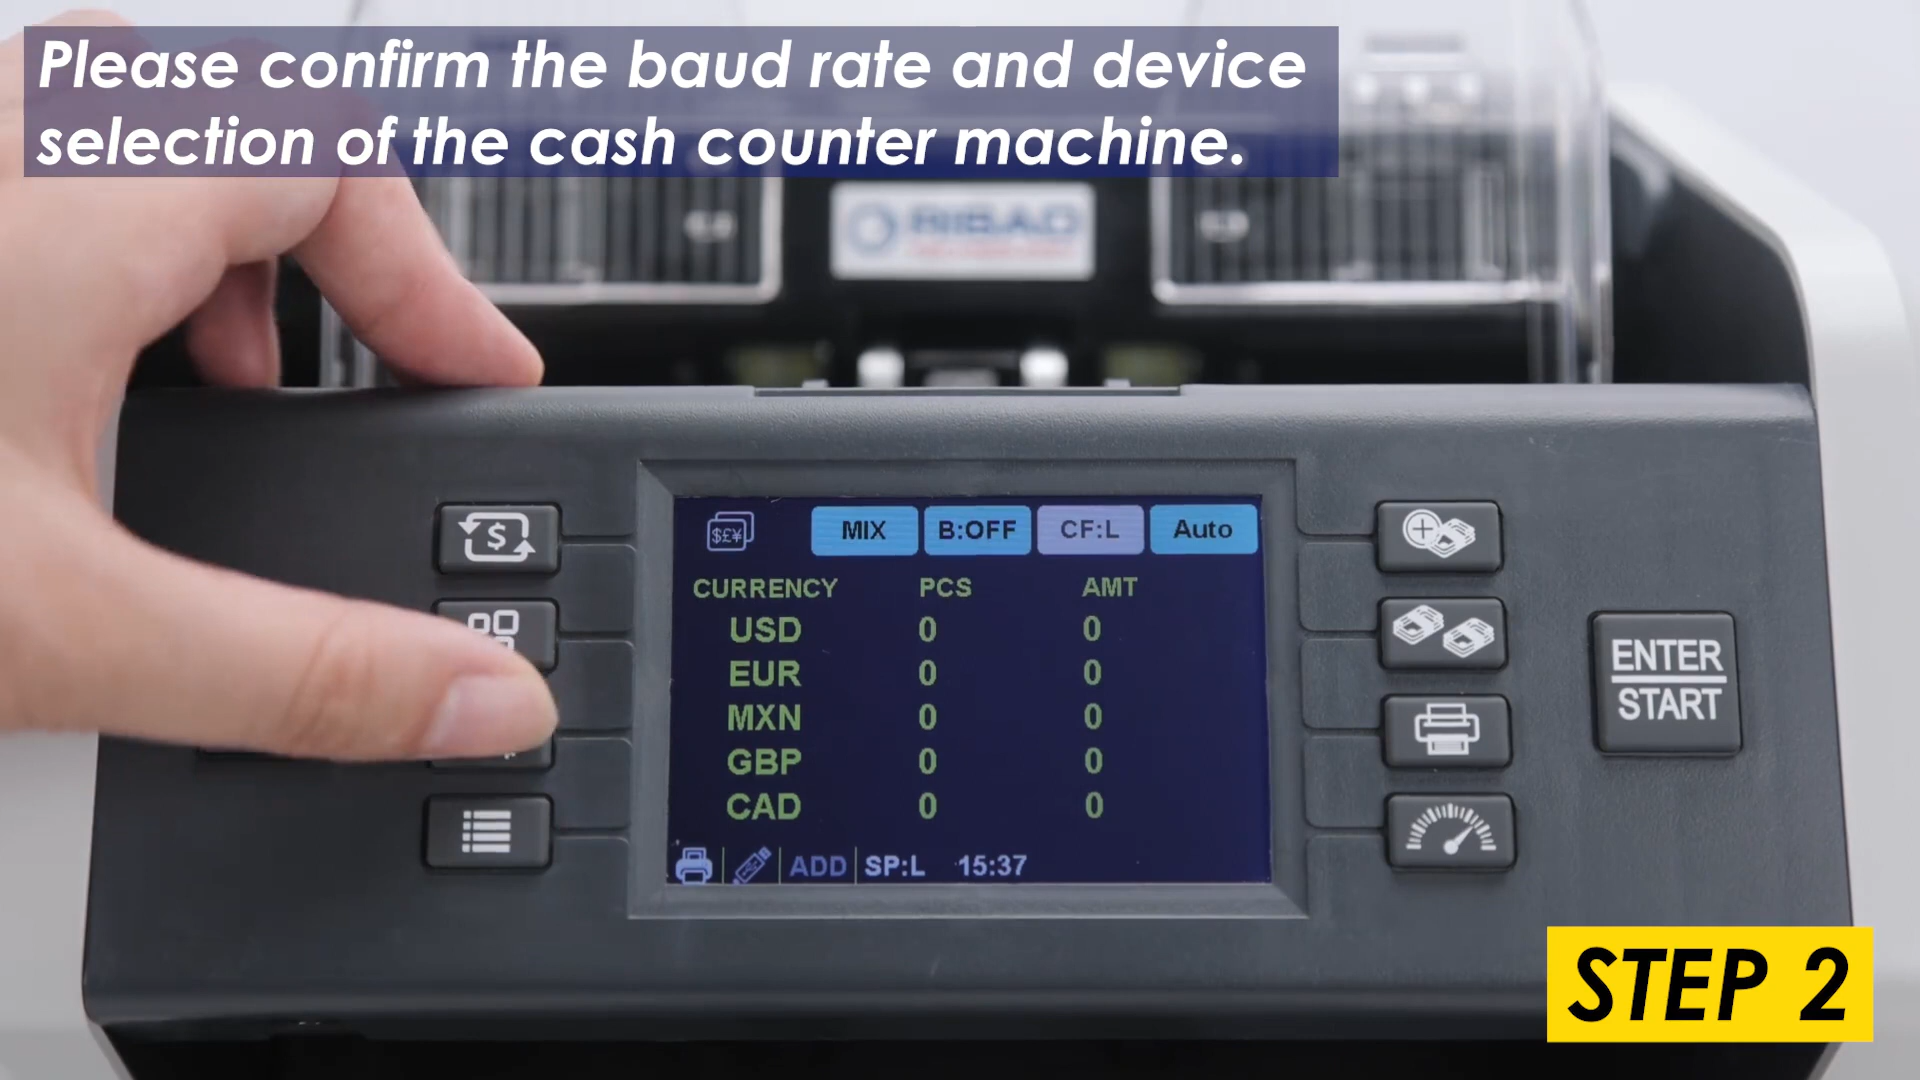 Please confirm the baud rate and device
selection of the cash counter machine.
RIBAO
MIX B:OFF CF:L Auto
CURRENCY PCS AMT
USD 0 0
EUR 0 0
MXN 0 0
GBP 0 0
CAD 0 0
ADD SP:L 15:37
ENTER
START
STEP 2